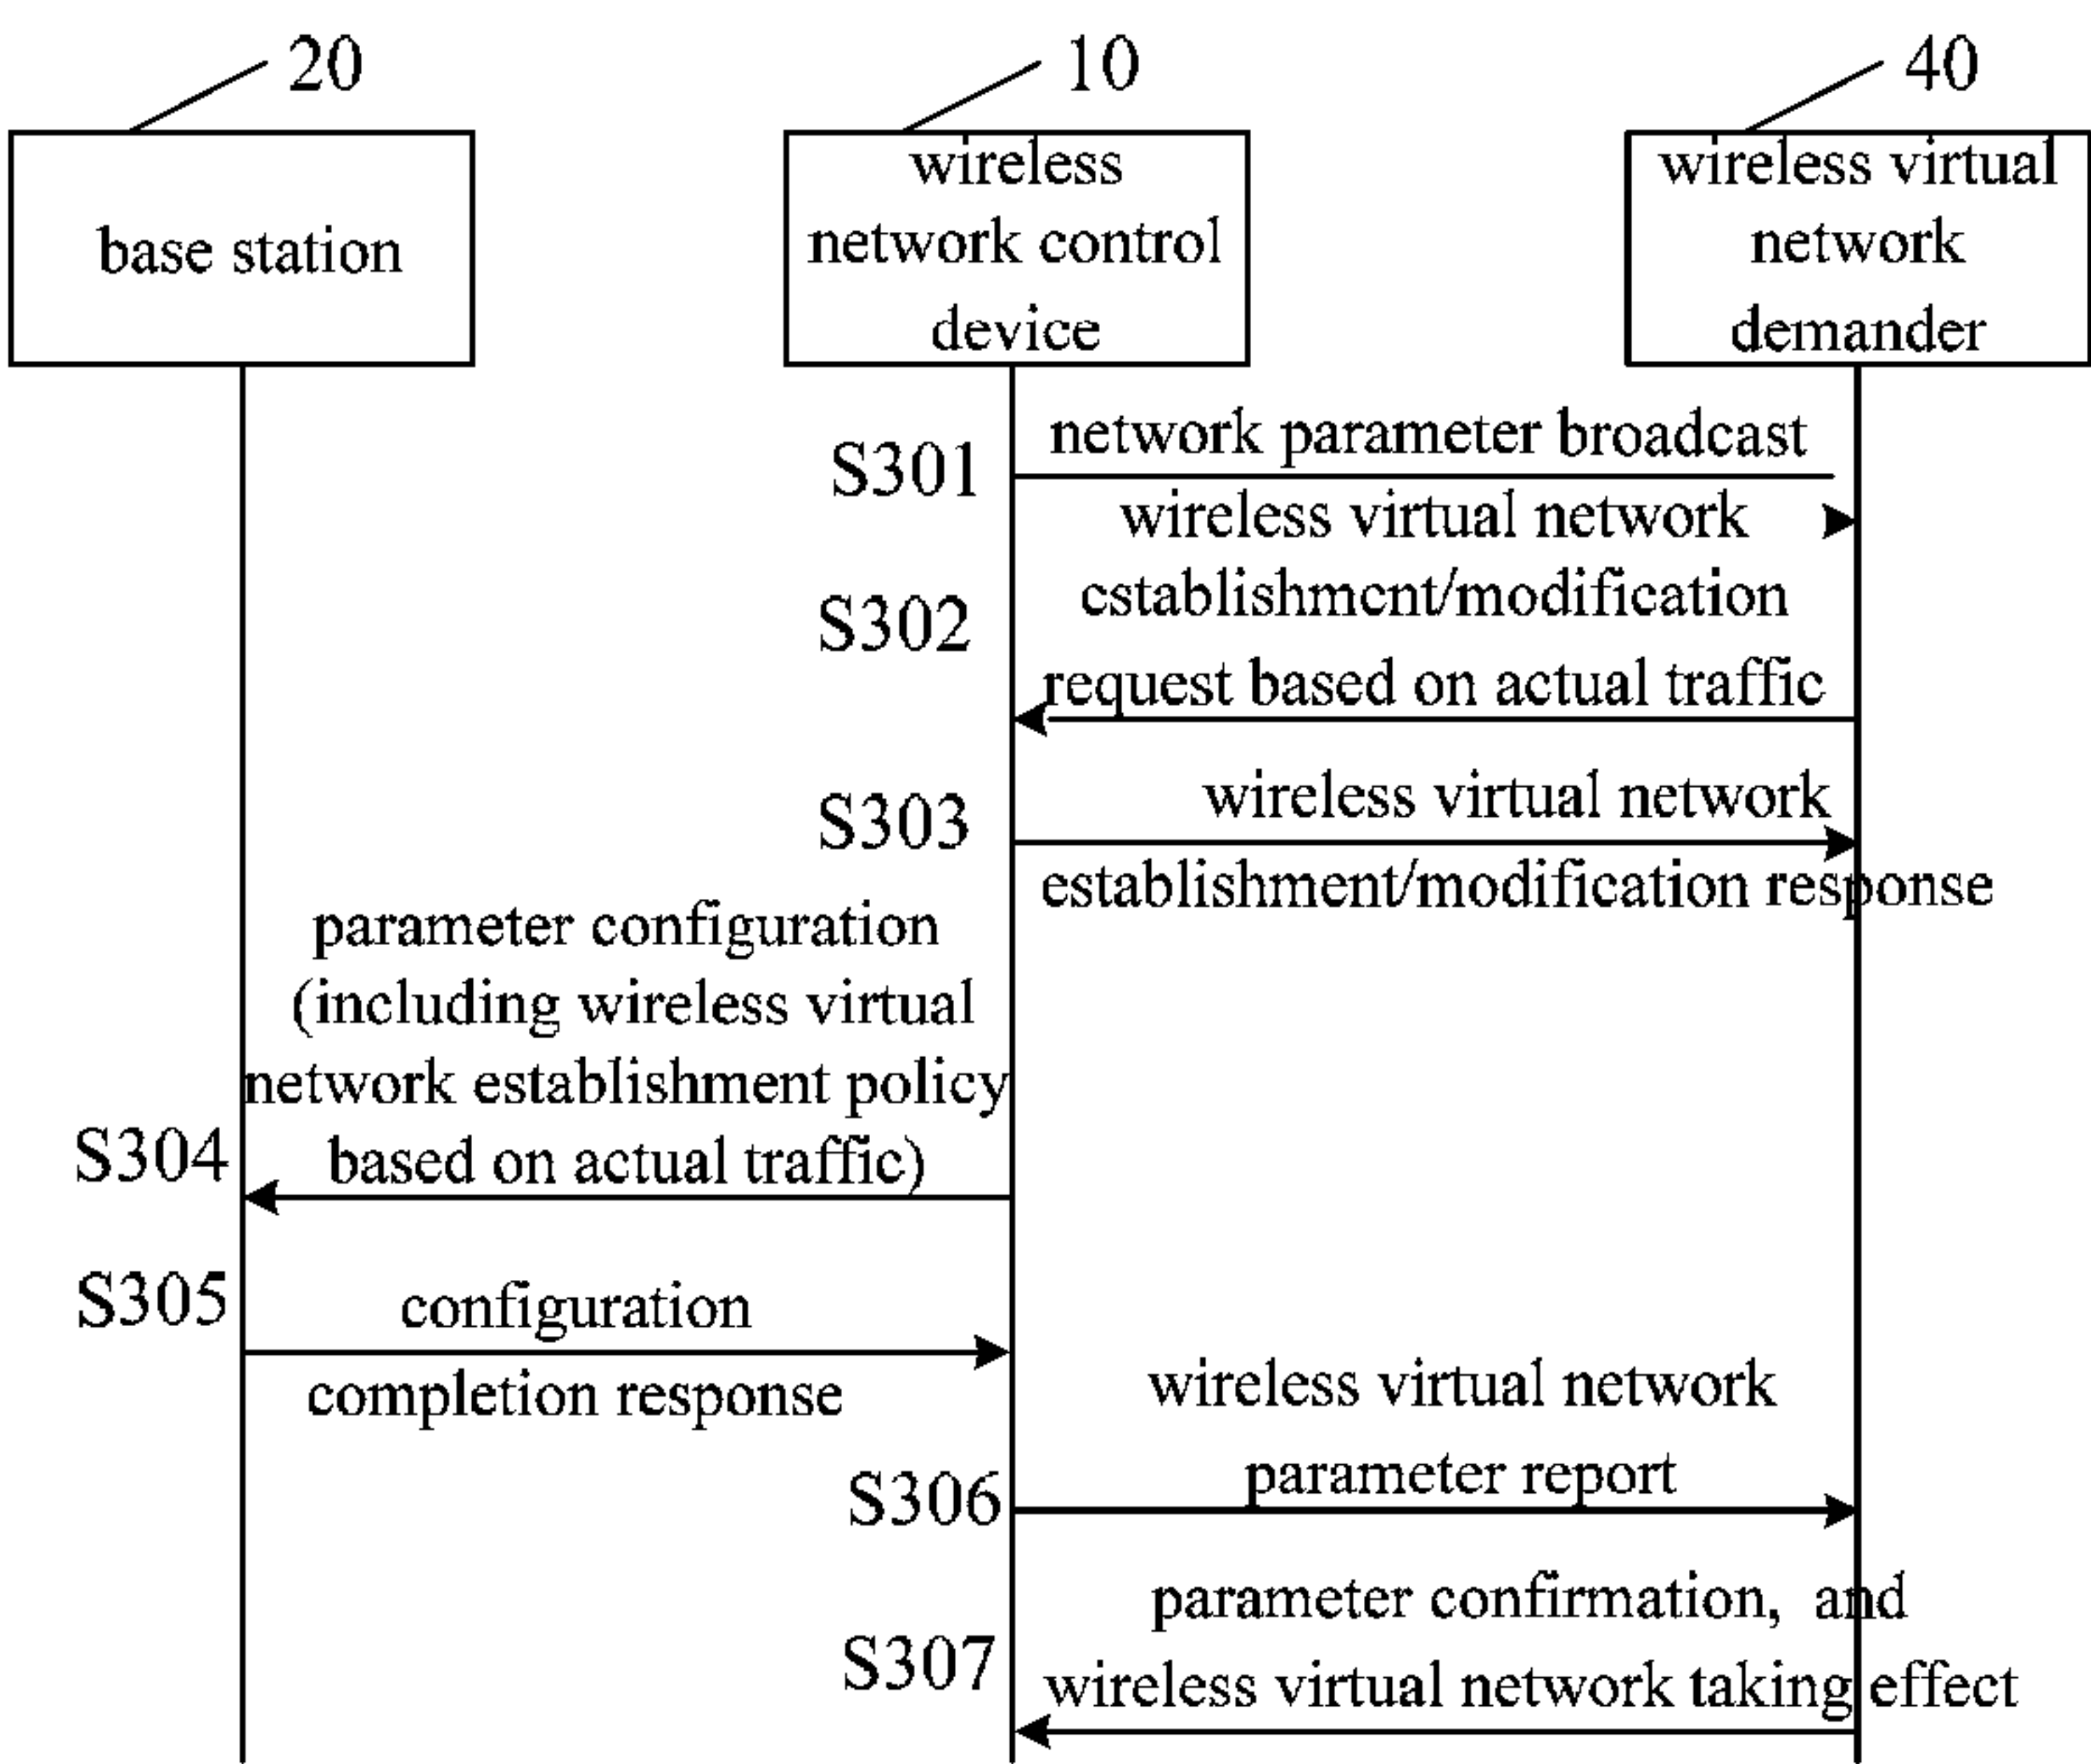 20
10
40
base station
wireless
network control
device
wireless virtual
network
demander
S301
network parameter broadcast
S302
wireless virtual network
establishment/modification
request based on actual traffic
S303
wireless virtual network
establishment/modification response
parameter configuration
(including wireless virtual
network establishment policy
based on actual traffic)
S304
S305
configuration
completion response
wireless virtual network
parameter report
S306
parameter confirmation, and
S307
wireless virtual network taking effect